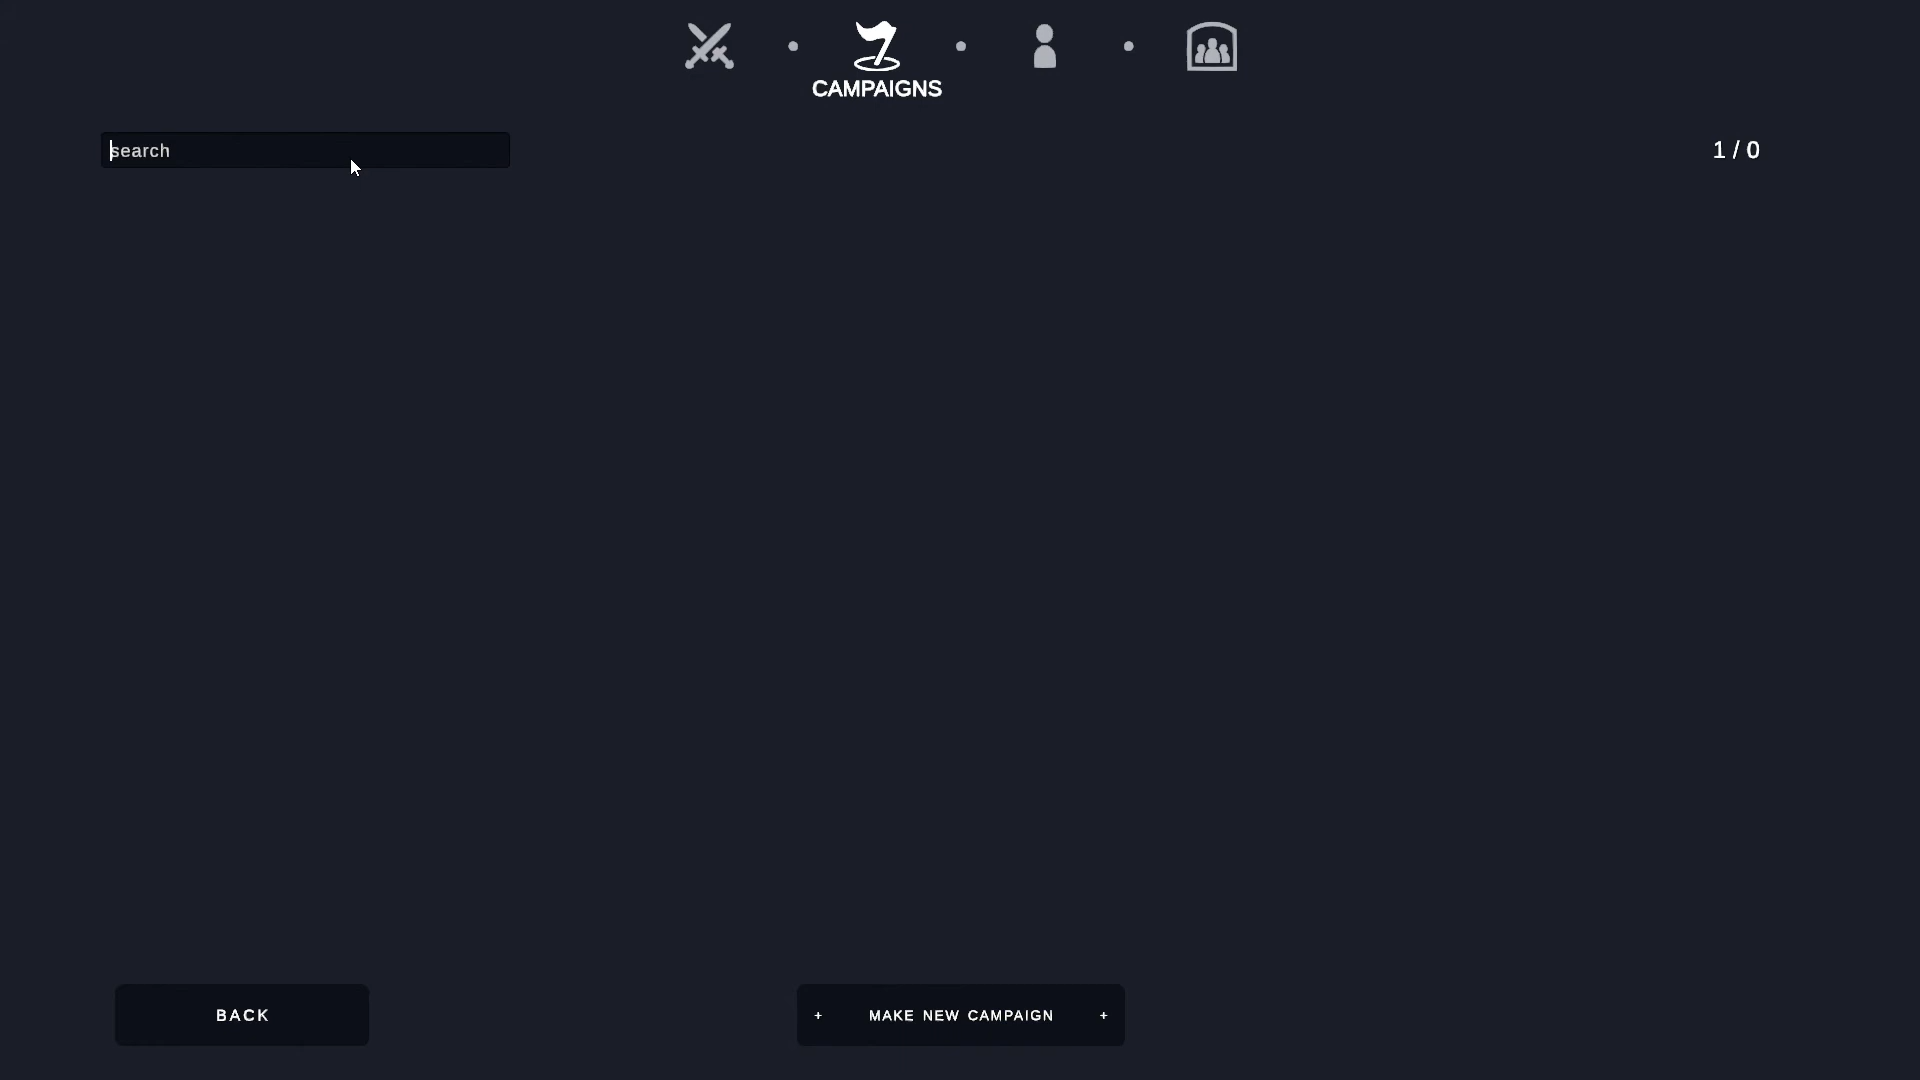 CAMPAIGNS
search
1 / 0
BACK
+ MAKE NEW CAMPAIGN +